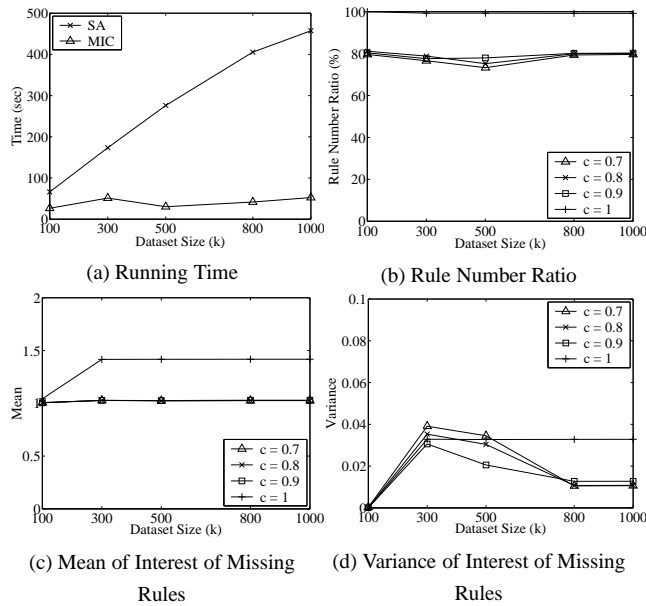 500
400
300
200
100
0
Time (sec)
SA
MIC
100 300 500 800 1000
Dataset Size (k)
(a) Running Time
100
80
60
40
20
0
Rule Number Ratio (%)
c = 0.7
c = 0.8
c = 0.9
c = 1
100 300 500 800 1000
Dataset Size (k)
(b) Rule Number Ratio
2
1.5
1
0.5
0
Mean
c = 0.7
c = 0.8
c = 0.9
c = 1
100 300 500 800 1000
Dataset Size (k)
(c) Mean of Interest of Missing
Rules
0.1
0.08
0.06
0.04
0.02
0
Variance
c = 0.7
c = 0.8
c = 0.9
c = 1
100 300 500 800 1000
Dataset Size (k)
(d) Variance of Interest of Missing
Rules